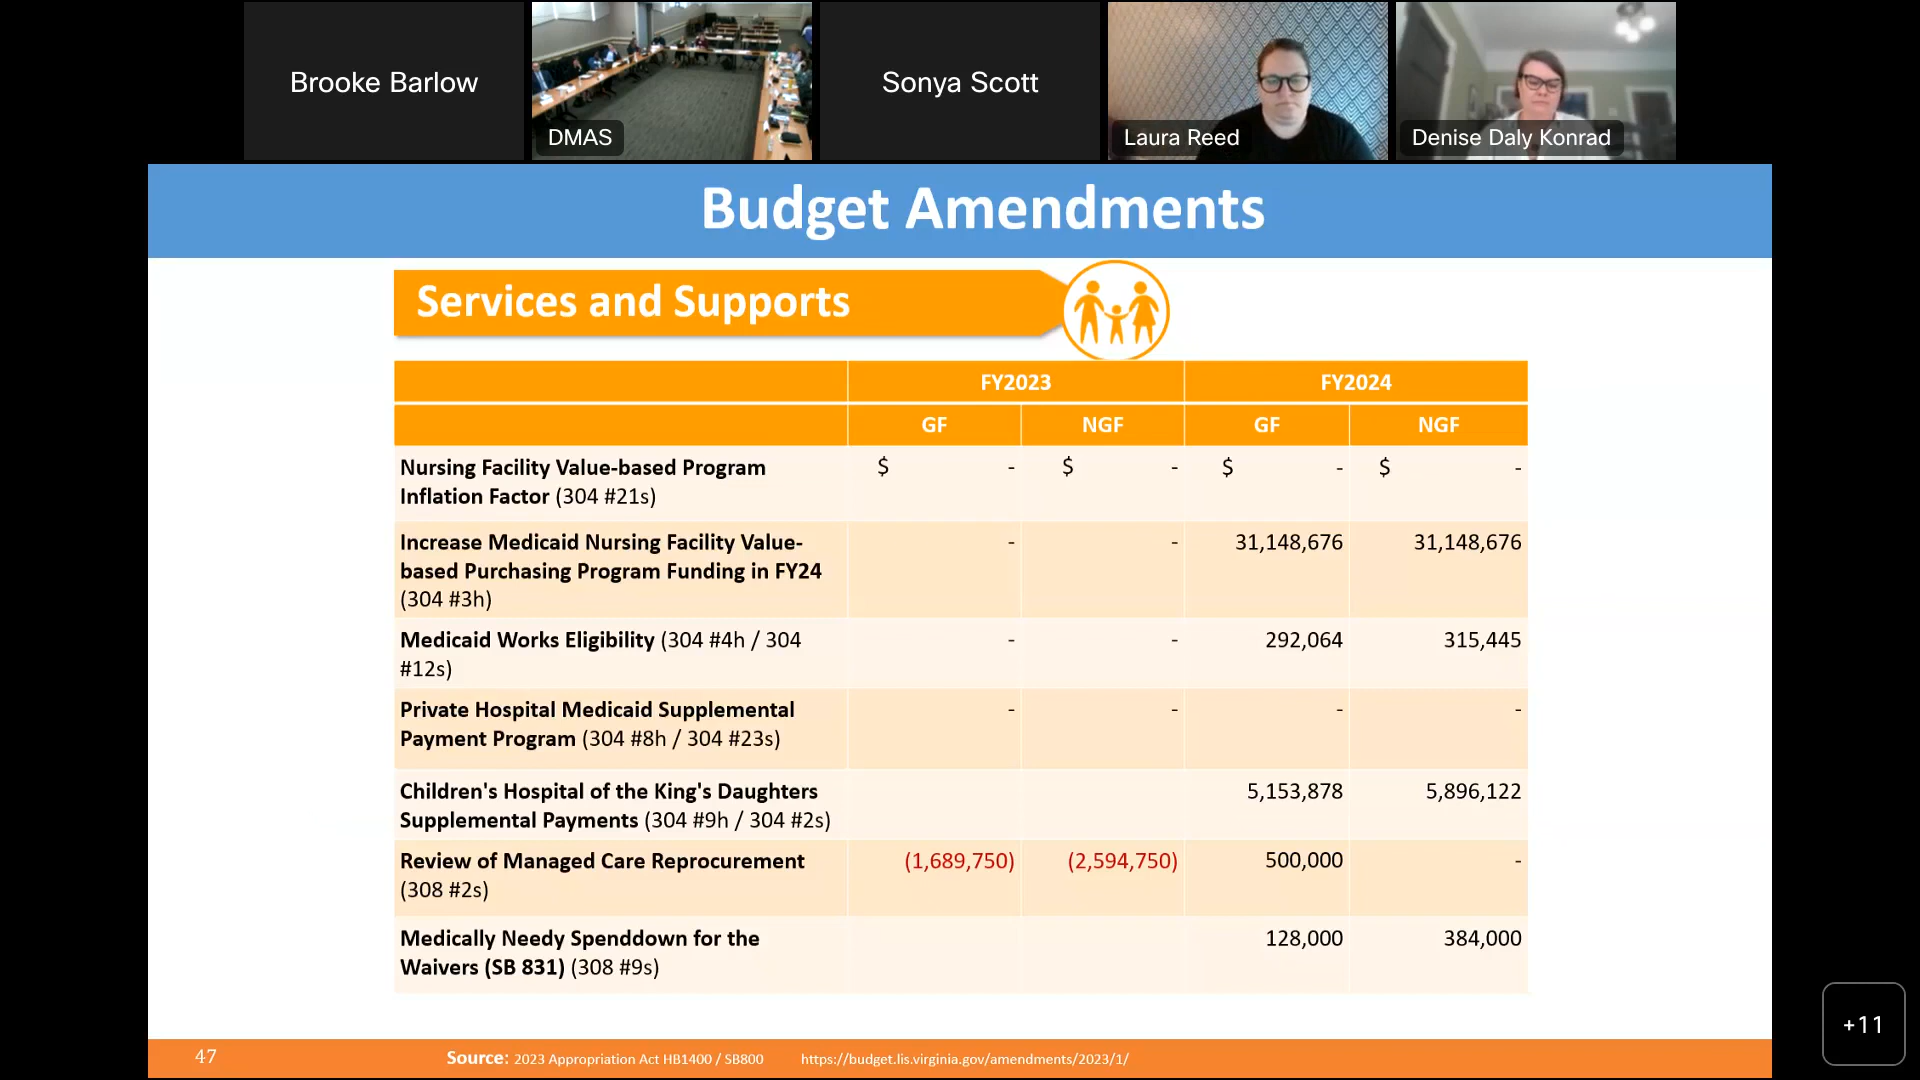 Brooke Barlow
DMAS
Sonya Scott
Laura Reed
Denise Daly Konrad
Budget Amendments
Services and Supports
FY2023 FY2024
GF NGF GF NGF
Nursing Facility Value-based Program $ - $ - $ - $ -
Inflation Factor (304 #21s)
Increase Medicaid Nursing Facility Value- - - 31,148,676 31,148,676
based Purchasing Program Funding in FY24
(304 #3h)
Medicaid Works Eligibility (304 #4h / 304 - - 292,064 315,445
#12s)
Private Hospital Medicaid Supplemental - - - -
Payment Program (304 #8h / 304 #23s)
Children's Hospital of the King's Daughters 5,153,878 5,896,122
Supplemental Payments (304 #9h / 304 #2s)
Review of Managed Care Reprocurement (1,689,750) (2,594,750) 500,000 -
(308 #2s)
Medically Needy Spenddown for the 128,000 384,000
Waivers (SB 831) (308 #9s)
+11
47 Source: 2023 Appropriation Act HB1400 / SB800 https://budget.lis.virginia.gov/amendments/2023/1/